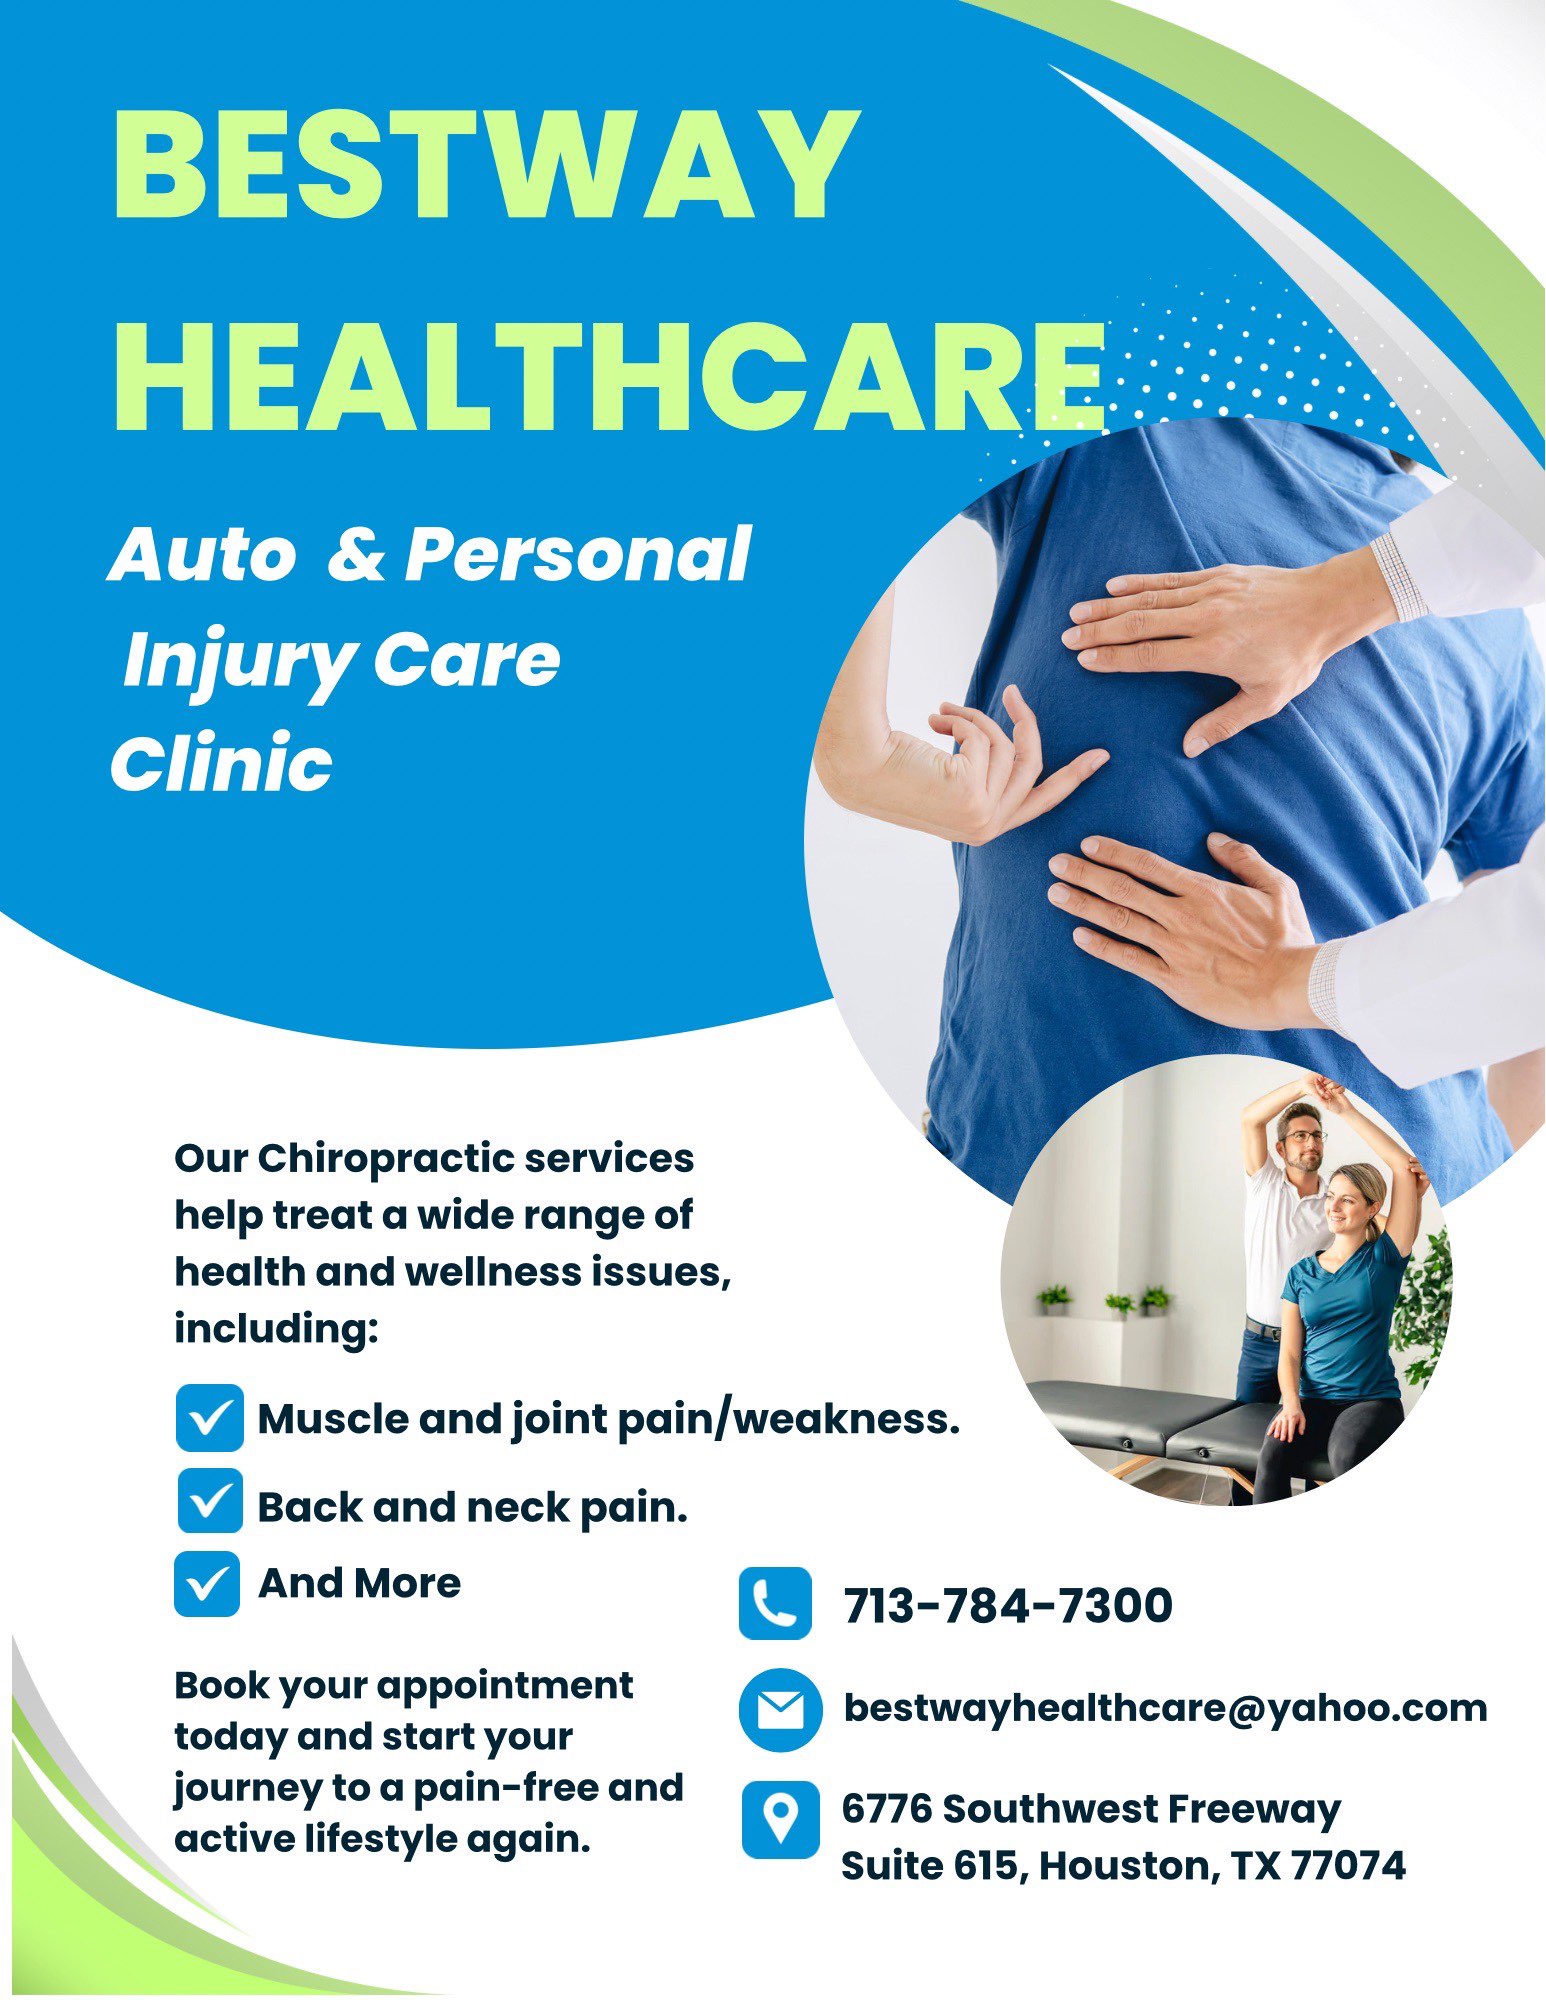 BESTWAY
HEALTHCARE
Auto & Personal
Injury Care
Clinic
Our Chiropractic services
help treat a wide range of
health and wellness issues,
including:
Muscle and joint pain/weakness.
Back and neck pain.
And More
Book your appointment
today and start your
journey to a pain-free and
active lifestyle again.
713-784-7300
bestwayhealthcare@yahoo.com
6776 Southwest Freeway
Suite 615, Houston, TX 77074